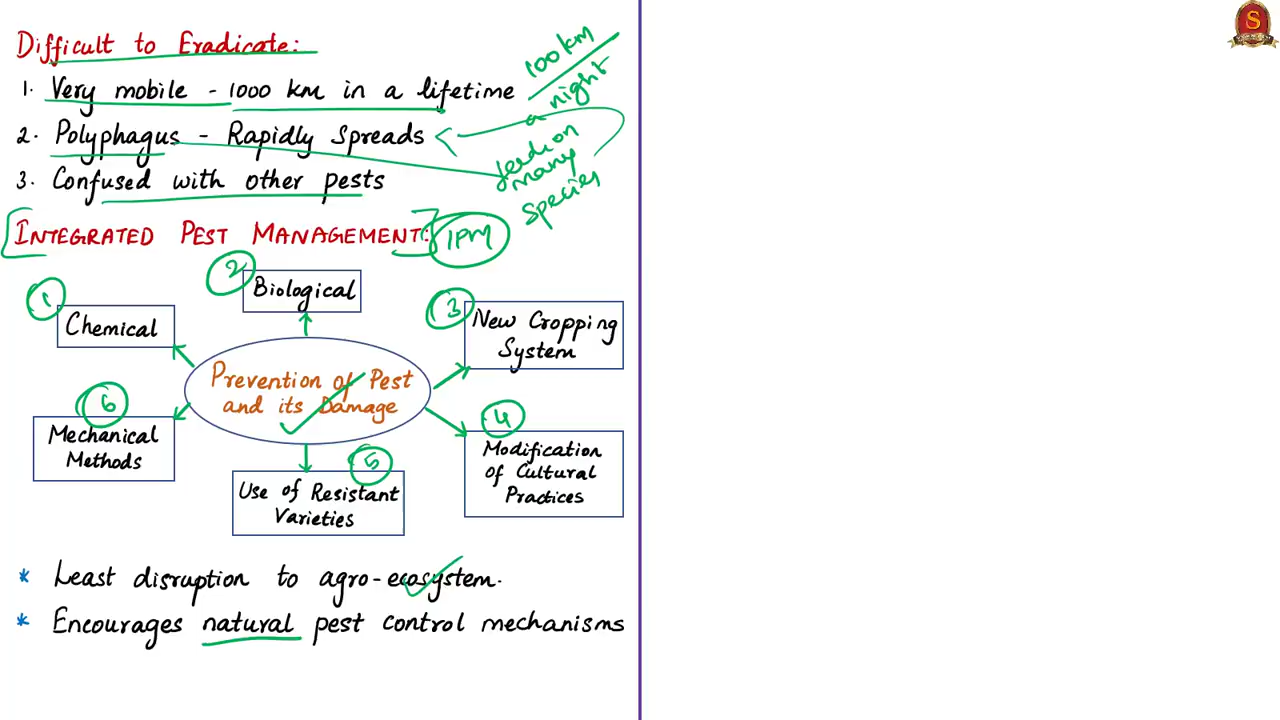 Difficult to Eradicate:
1. Very mobile - 1000 km in a lifetime
100 km
a night
2. Polyphagus - Rapidly Spreads
feeds on
many
species
3. Confused with other pests
INTEGRATED PEST MANAGEMENT:
IPM
1
Chemical
2
Biological
3
New Cropping
System
Prevention of Pest
and its Damage
6
Mechanical
Methods
4
Modification
of Cultural
Practices
5
Use of Resistant
Varieties
* Least disruption to agro-ecosystem.
* Encourages natural pest control mechanisms
S